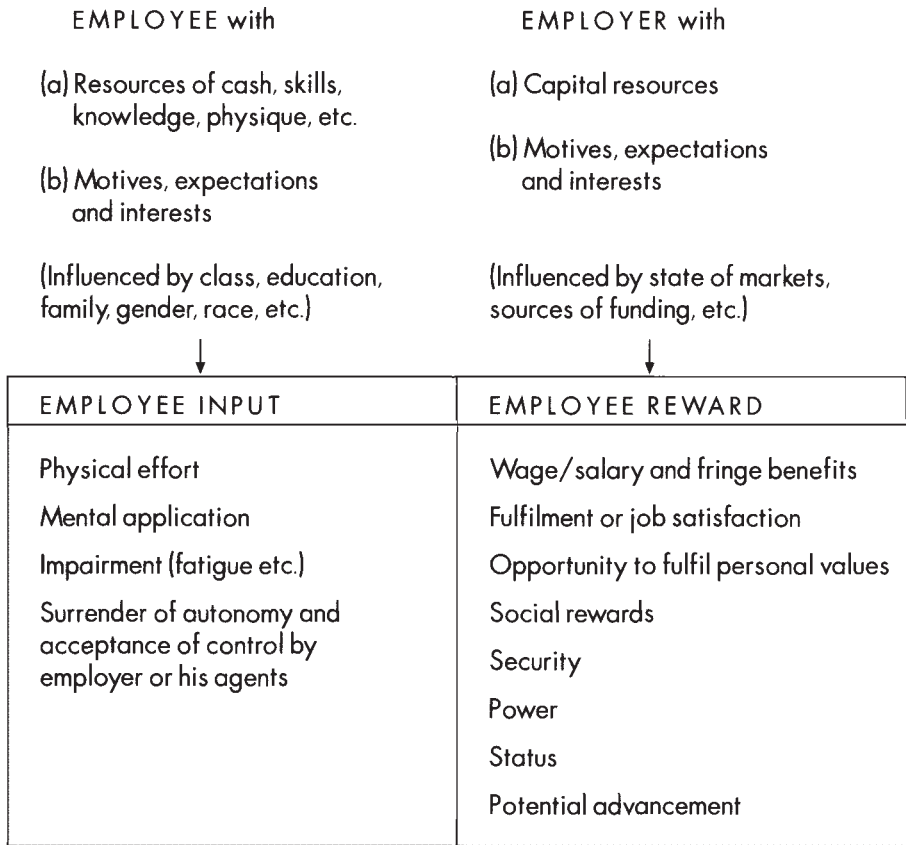 EMPLOYEE with
(a) Resources of cash, skills,
knowledge, physique, etc.
(b) Motives, expectations
and interests
(Influenced by class, education,
family, gender, race, etc.)
EMPLOYER with
(a) Capital resources
(b) Motives, expectations
and interests
(Influenced by state of markets,
sources of funding, etc.)
EMPLOYEE INPUT
Physical effort
Mental application
Impairment (fatigue etc.)
Surrender of autonomy and
acceptance of control by
employer or his agents
EMPLOYEE REWARD
Wage/salary and fringe benefits
Fulfilment or job satisfaction
Opportunity to fulfil personal values
Social rewards
Security
Power
Status
Potential advancement